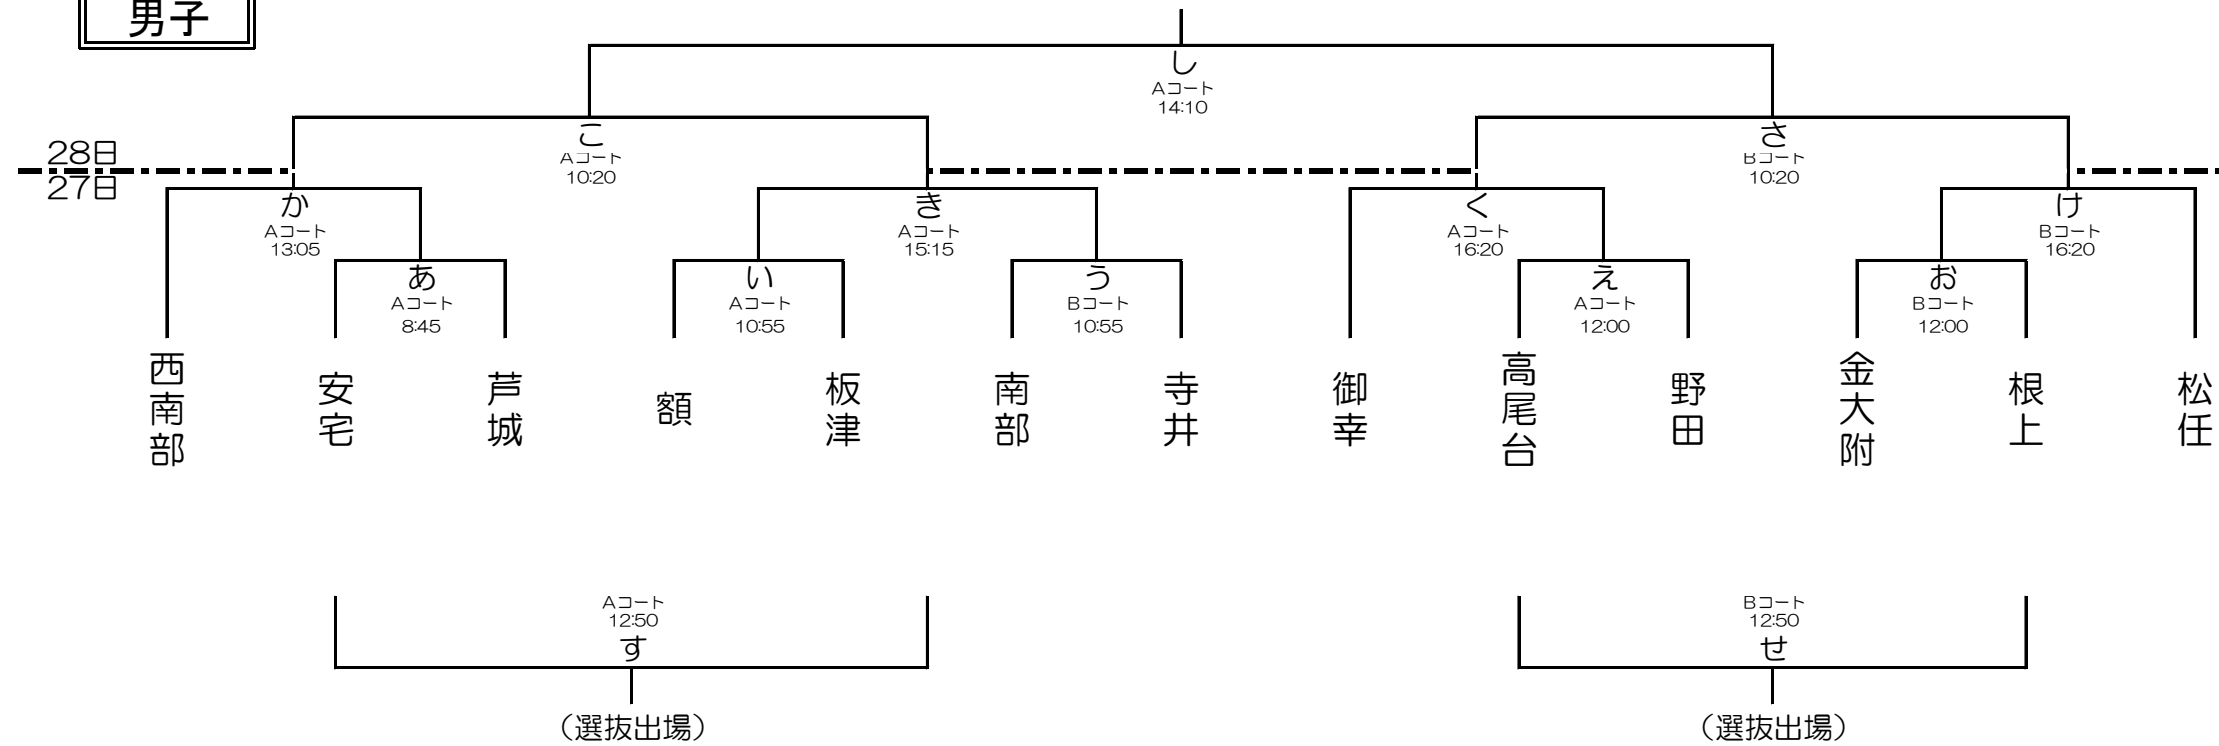 男子
し
Aコート
14:10
こ
Aコート
10:20
さ
Bコート
10:20
28日
27日
か
Aコート
13:05
き
Aコート
15:15
く
Aコート
16:20
け
Bコート
16:20
あ
Aコート
8:45
い
Aコート
10:55
う
Bコート
10:55
え
Aコート
12:00
お
Bコート
12:00
西南部
安宅
芦城
額
板津
南部
寺井
御幸
高尾台
野田
金大附
根上
松任
Aコート
12:50
す
(選抜出場)
Bコート
12:50
せ
(選抜出場)